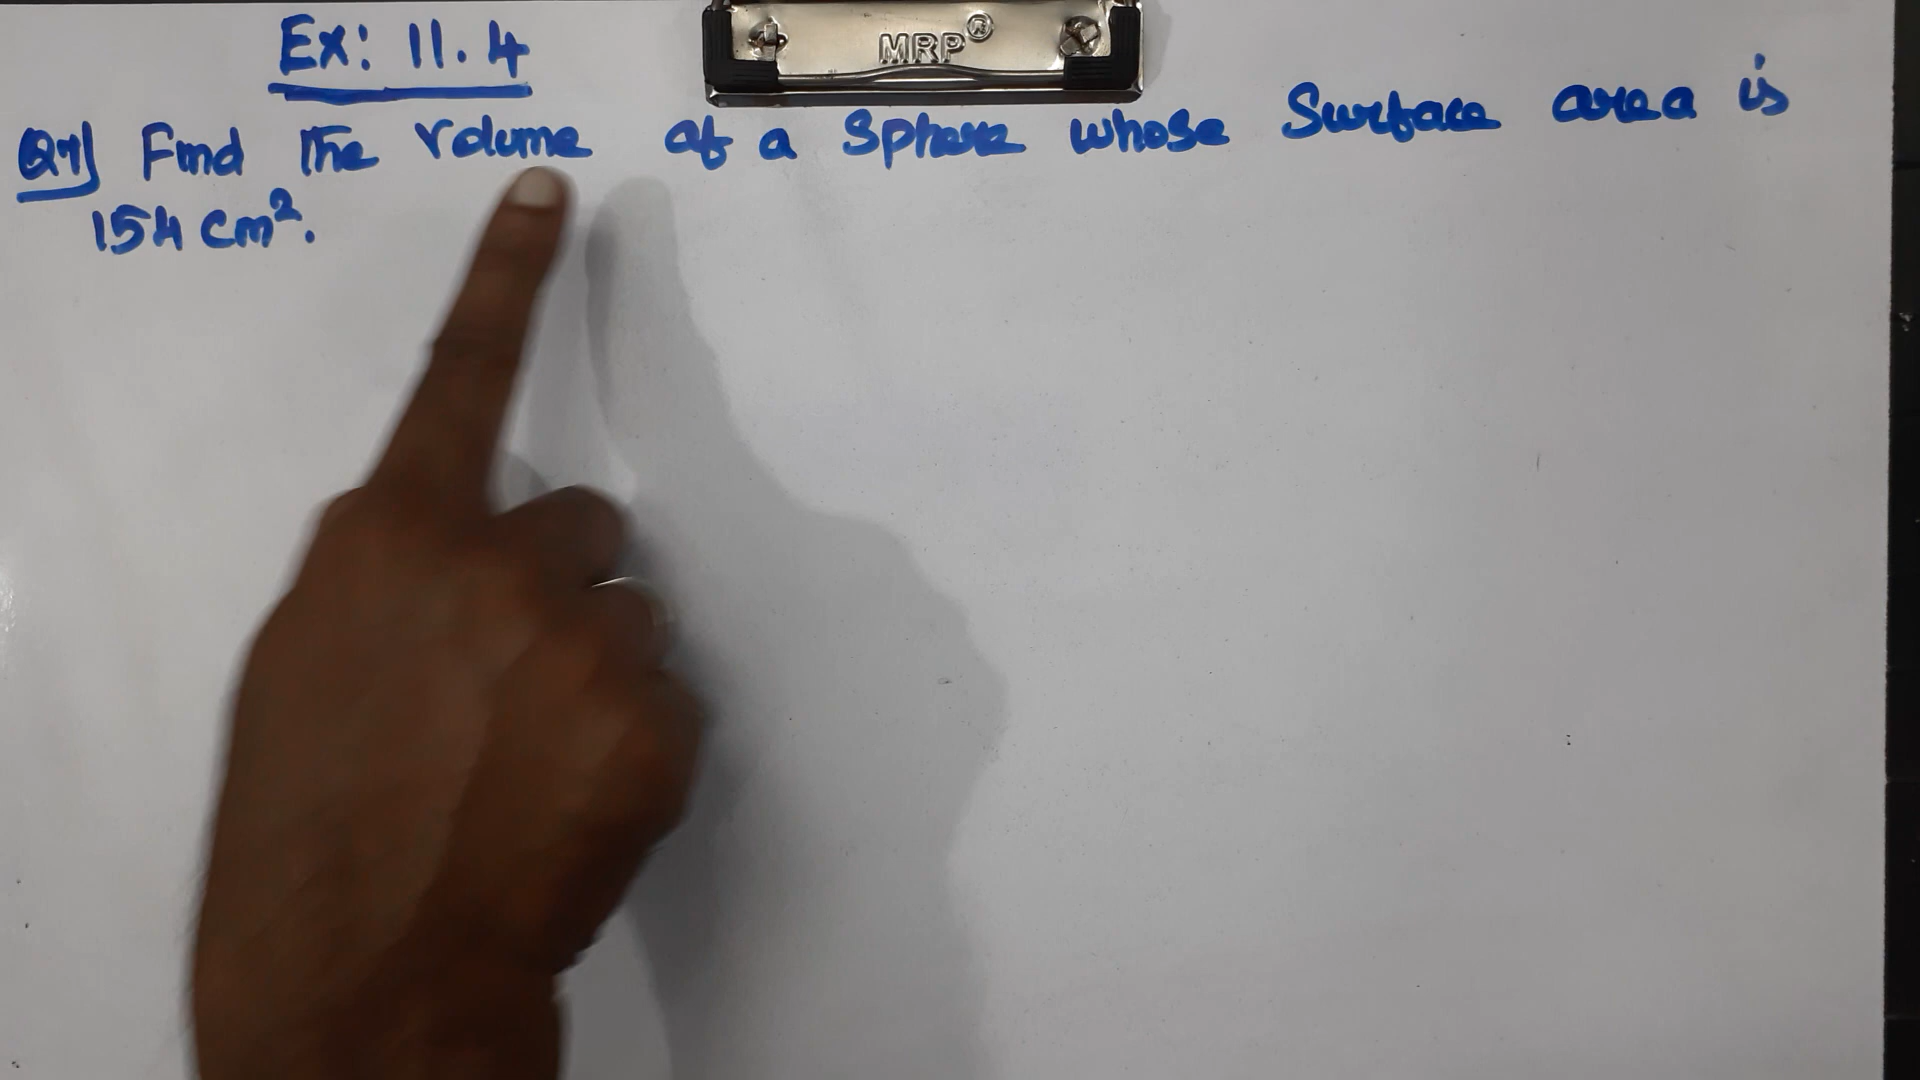 Ex: 11.4
MRP®
Q7) Find The volume of a Sphere whose Surface area is
154 cm².